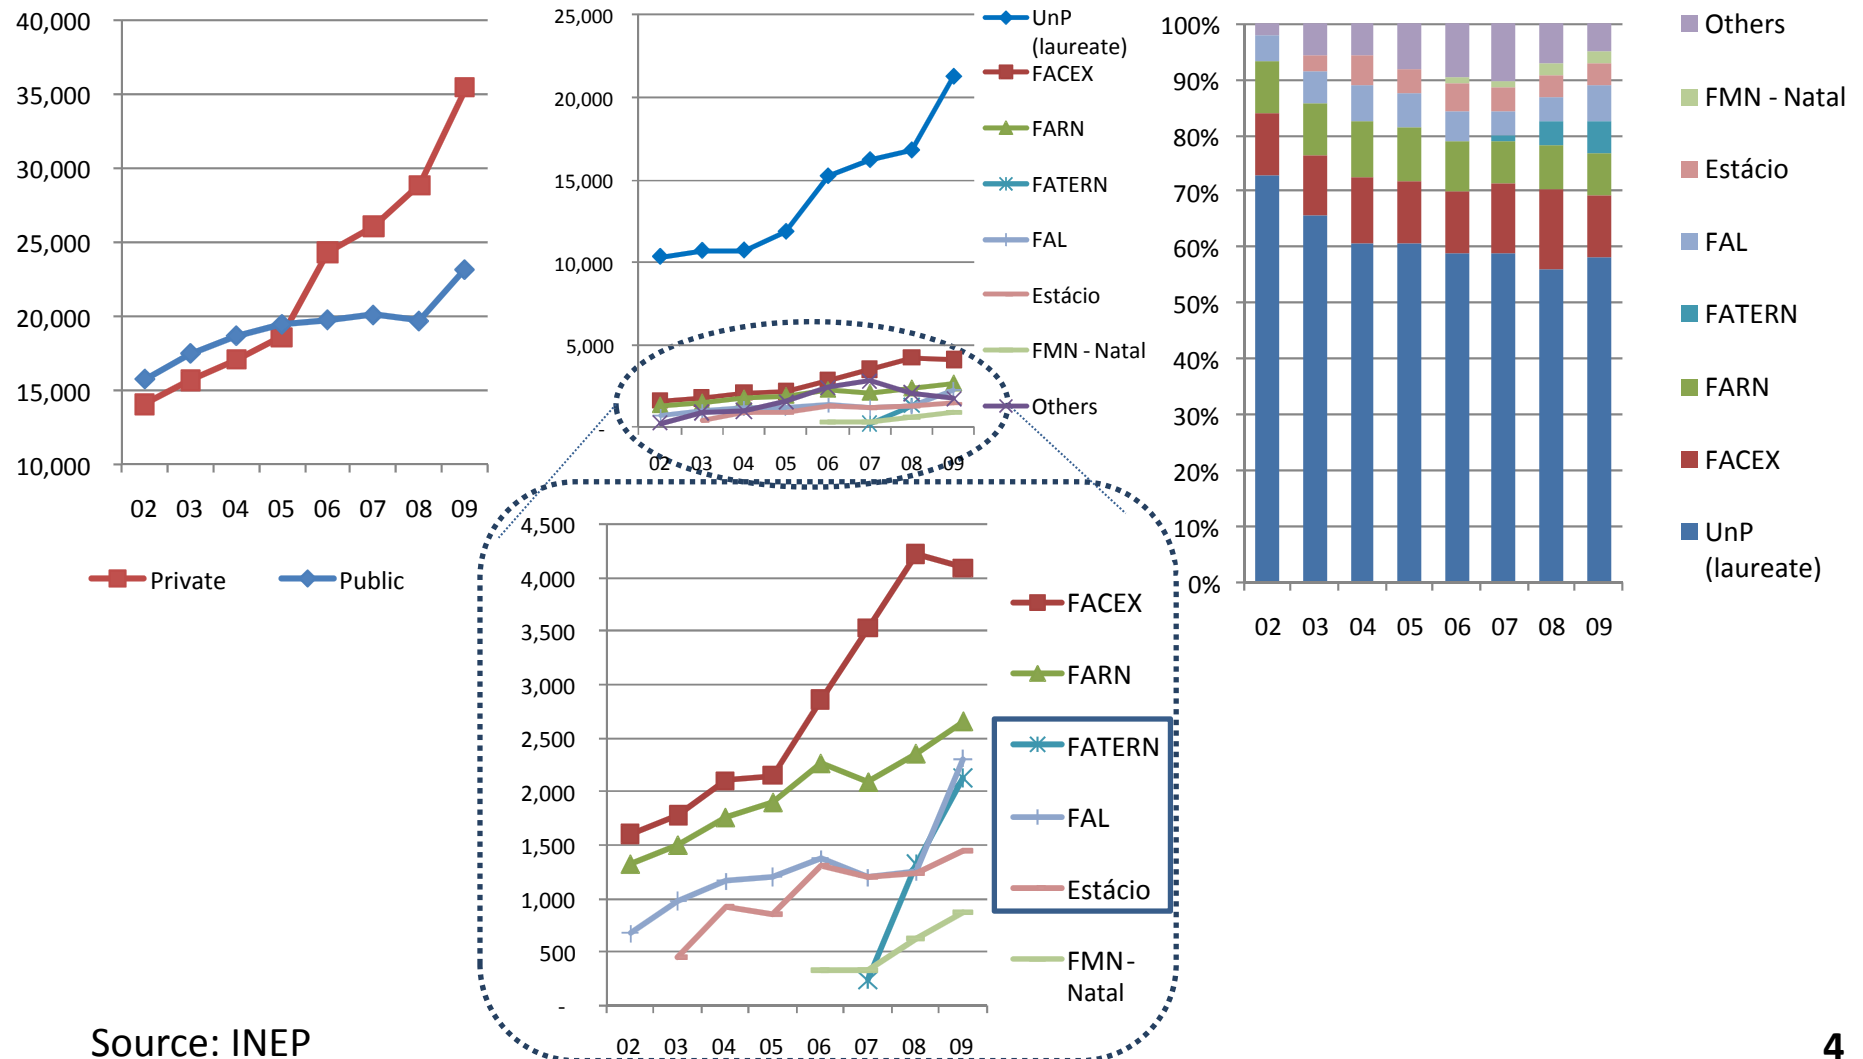 40,000
35,000
30,000
25,000
20,000
15,000
10,000
02 03 04 05 06 07 08 09
Private Public
25,000
20,000
15,000
10,000
5,000
-
02 03 04 05 06 07 08 09
UnP
(laureate)
FACEX
FARN
FATERN
FAL
Estácio
FMN - Natal
Others
4,500
4,000
3,500
3,000
2,500
2,000
1,500
1,000
500
-
02 03 04 05 06 07 08 09
FACEX
FARN
FATERN
FAL
Estácio
FMN -
Natal
100%
90%
80%
70%
60%
50%
40%
30%
20%
10%
0%
02 03 04 05 06 07 08 09
Others
FMN - Natal
Estácio
FAL
FATERN
FARN
FACEX
UnP
(laureate)
Source: INEP
4